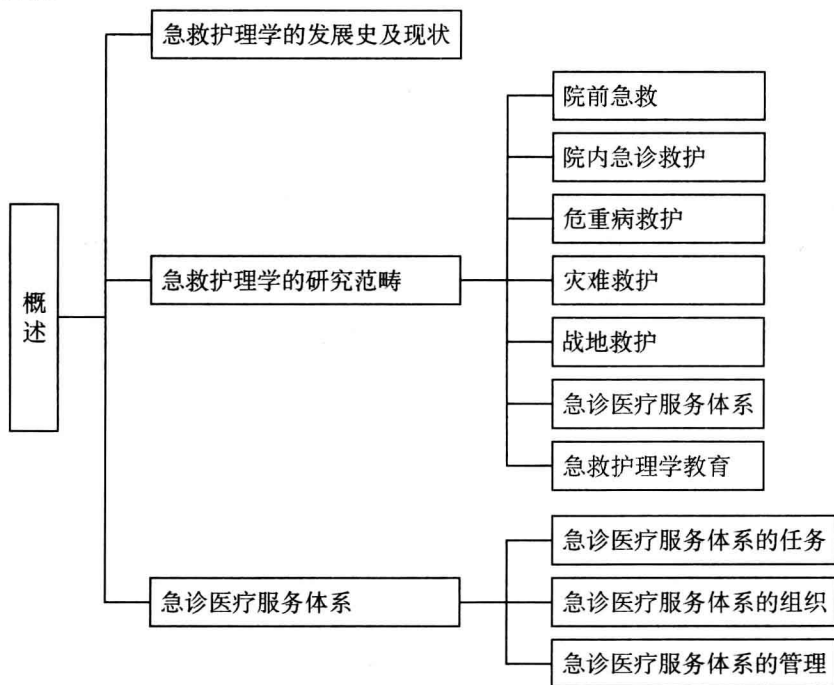 急救护理学的发展史及现状
院前急救
院内急诊救护
危重病救护
概述
急救护理学的研究范畴
灾难救护
战地救护
急诊医疗服务体系
急救护理学教育
急诊医疗服务体系的任务
急诊医疗服务体系
急诊医疗服务体系的组织
急诊医疗服务体系的管理